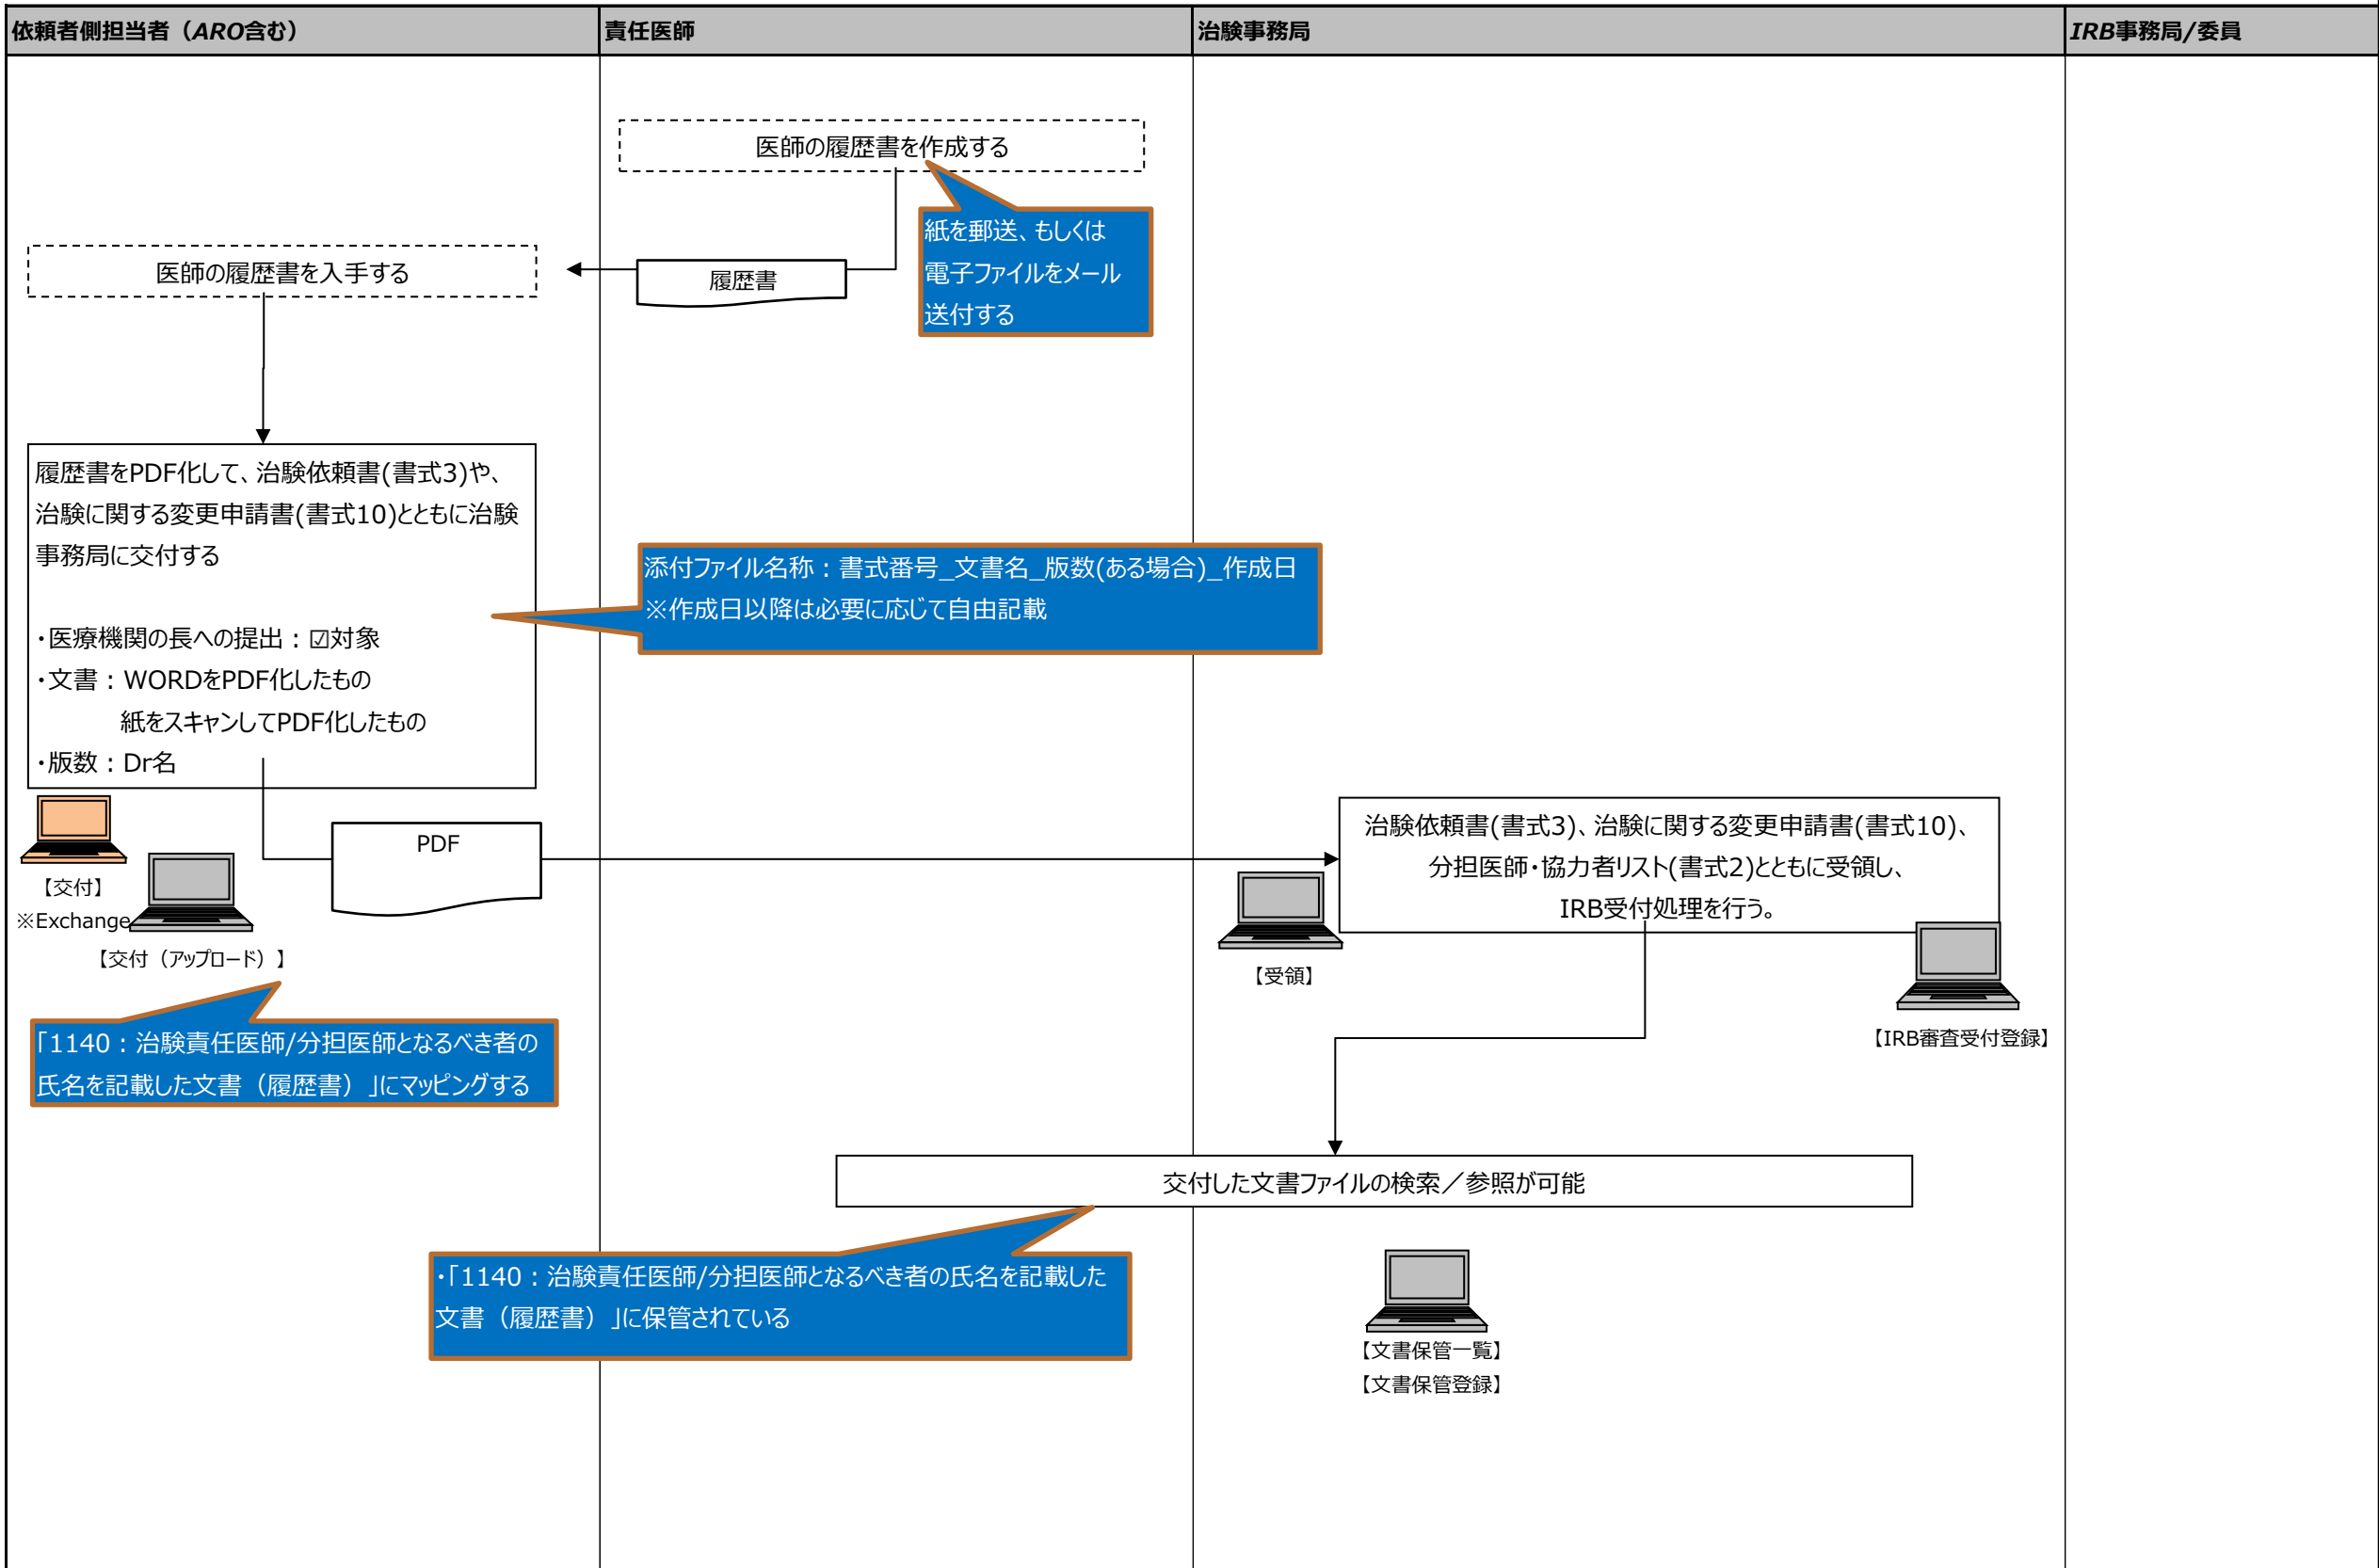 依頼者側担当者（ARO含む）
責任医師
治験事務局
IRB事務局/委員
医師の履歴書を作成する
紙を郵送、もしくは
電子ファイルをメール
送付する
医師の履歴書を入手する
履歴書
履歴書をPDF化して、治験依頼書(書式3)や、
治験に関する変更申請書(書式10)とともに治験
事務局に交付する
・医療機関の長への提出：☑対象
・文書：WORDをPDF化したもの
紙をスキャンしてPDF化したもの
・版数：Dr名
添付ファイル名称：書式番号_文書名_版数(ある場合)_作成日
※作成日以降は必要に応じて自由記載
【交付】
※Exchange
【交付（アップロード）】
PDF
治験依頼書(書式3)、治験に関する変更申請書(書式10)、
分担医師・協力者リスト(書式2)とともに受領し、
IRB受付処理を行う。
【受領】
【IRB審査受付登録】
「1140：治験責任医師/分担医師となるべき者の
氏名を記載した文書（履歴書）」にマッピングする
交付した文書ファイルの検索／参照が可能
・「1140：治験責任医師/分担医師となるべき者の氏名を記載した
文書（履歴書）」に保管されている
【文書保管一覧】
【文書保管登録】